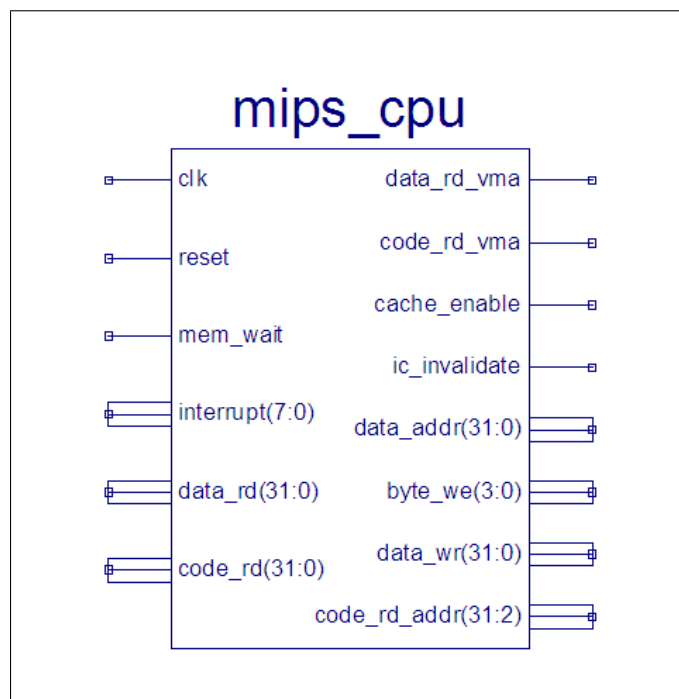 mips_cpu
clk
reset
mem_wait
interrupt(7:0)
data_rd(31:0)
code_rd(31:0)
data_rd_vma
code_rd_vma
cache_enable
ic_invalidate
data_addr(31:0)
byte_we(3:0)
data_wr(31:0)
code_rd_addr(31:2)